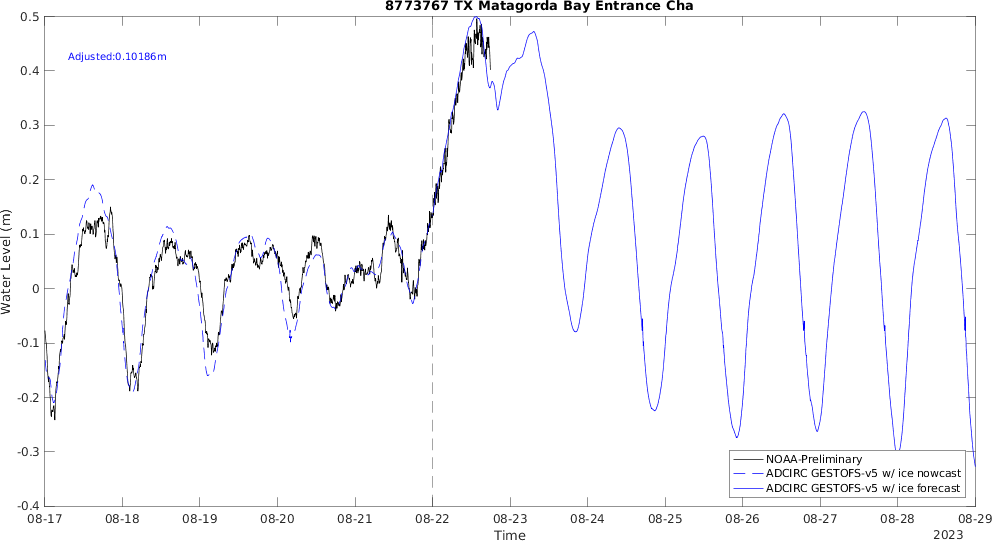 8773767 TX Matagorda Bay Entrance Cha
Adjusted:0.10186m
0.5
0.4
0.3
0.2
0.1
0
-0.1
-0.2
-0.3
-0.4
Water Level (m)
NOAA-Preliminary
ADCIRC GESTOFS-v5 w/ ice nowcast
ADCIRC GESTOFS-v5 w/ ice forecast
08-17 08-18 08-19 08-20 08-21 08-22 08-23 08-24 08-25 08-26 08-27 08-28 08-29
Time
2023